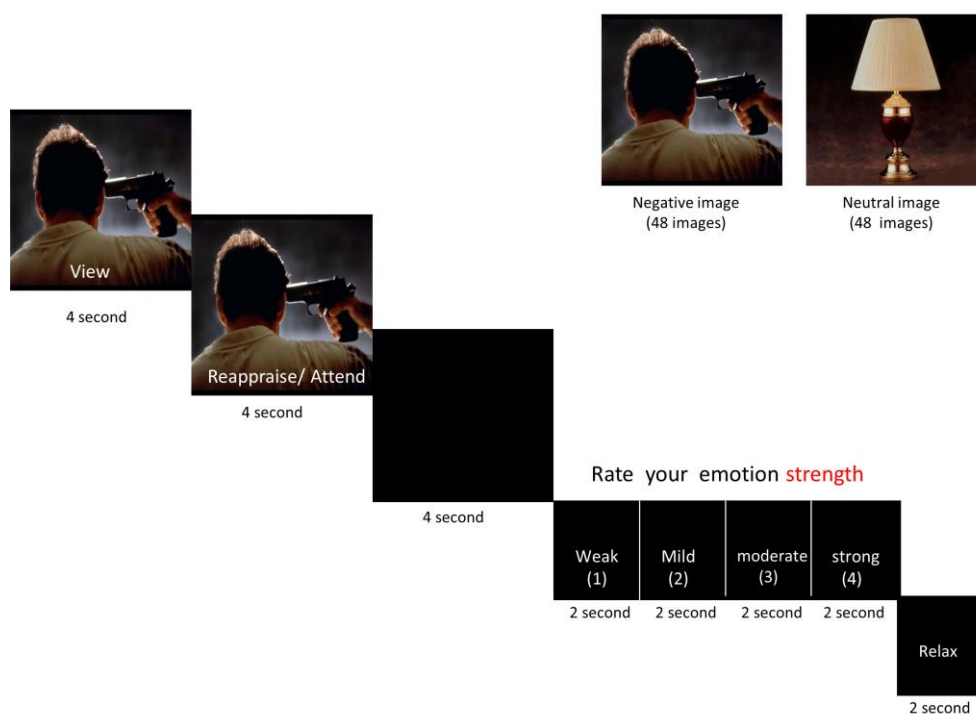 Negative image
(48 images)
Neutral image
(48 images)
View
4 second
Reappraise/ Attend
4 second
4 second
Rate your emotion strength
Weak
(1)
Mild
(2)
moderate
(3)
strong
(4)
2 second
2 second
2 second
2 second
Relax
2 second